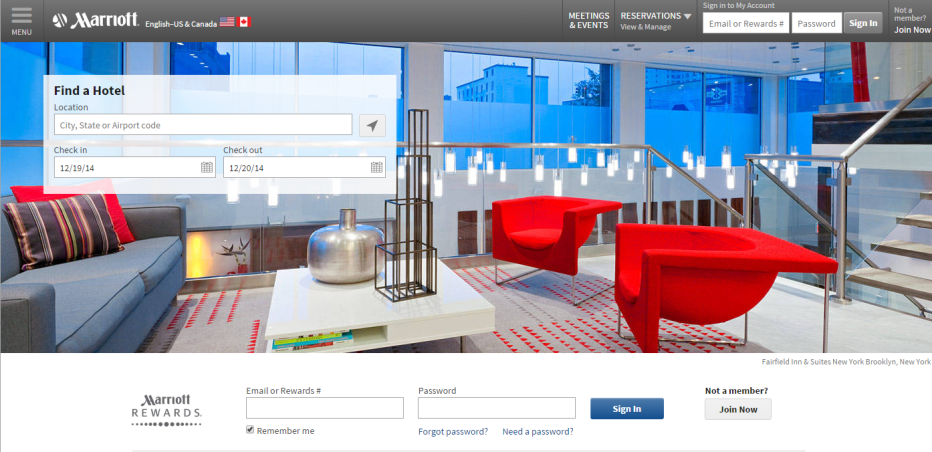 MENU
Marriott.
English–US & Canada
MEETINGS
& EVENTS
RESERVATIONS
View & Manage
Sign in to My Account
Email or Rewards #
Password
Sign In
Not a
member?
Join Now
Find a Hotel
Location
City, State or Airport code
Check in
Check out
12/19/14
12/20/14
Fairfield Inn & Suites New York Brooklyn, New York
Marriott
REWARDS.
Email or Rewards #
Password
Sign In
Not a member?
Join Now
Remember me
Forgot password?
Need a password?